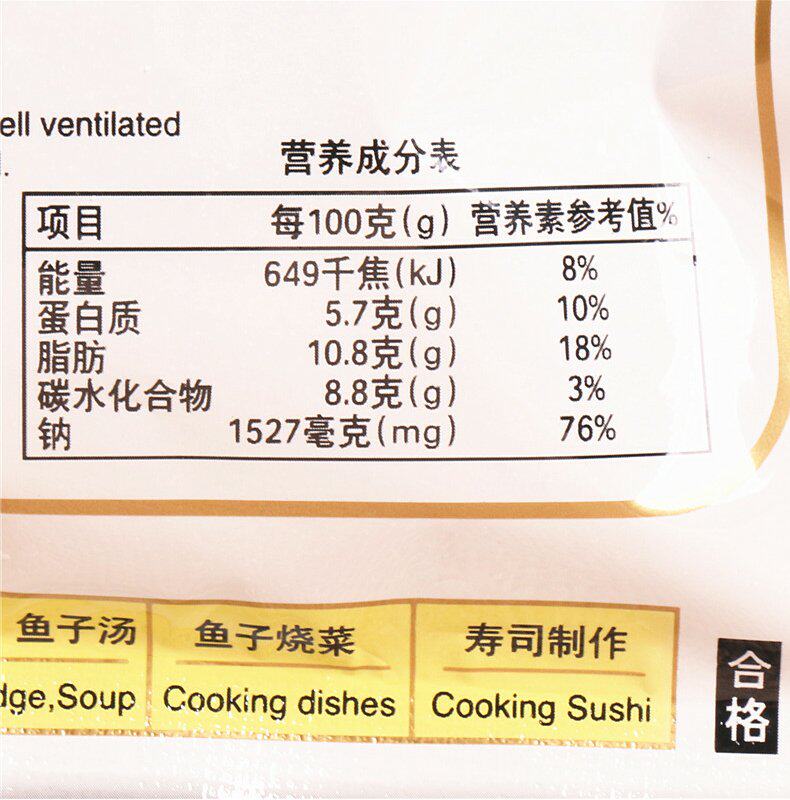 ell ventilated
.
营养成分表
项目 每100克(g) 营养素参考值%
能量 649千焦(kJ) 8%
蛋白质 5.7克(g) 10%
脂肪 10.8克(g) 18%
碳水化合物 8.8克(g) 3%
钠 1527毫克(mg) 76%
鱼子汤 鱼子烧菜 寿司制作
dge,Soup Cooking dishes Cooking Sushi
合格